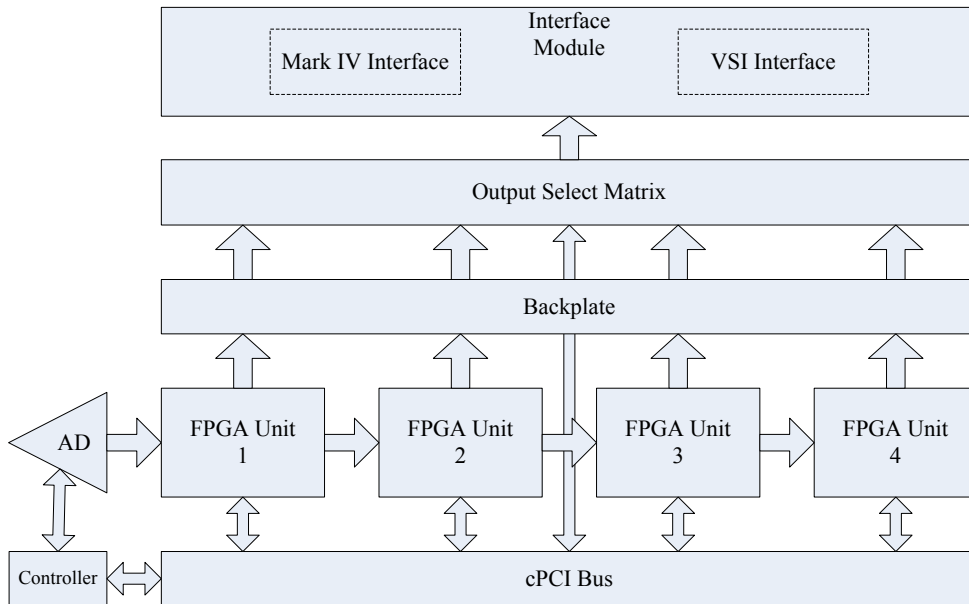 Interface
Module
Mark IV Interface
VSI Interface
Output Select Matrix
Backplate
AD
FPGA Unit
1
FPGA Unit
2
FPGA Unit
3
FPGA Unit
4
Controller
cPCI Bus